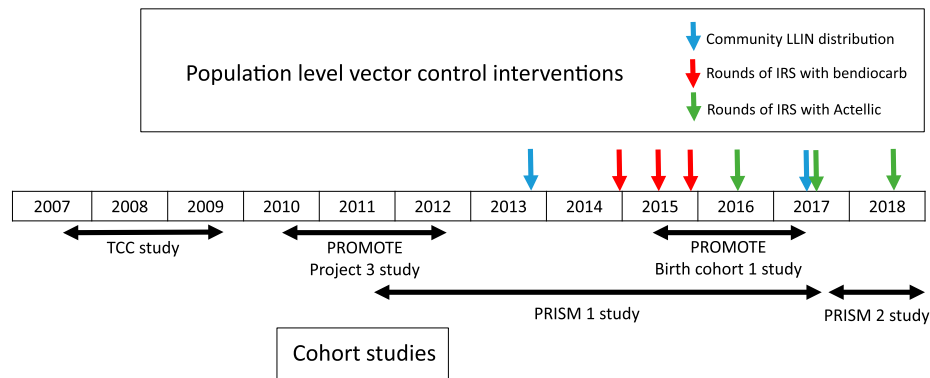 Population level vector control interventions
Community LLIN distribution
Rounds of IRS with bendiocarb
Rounds of IRS with Actellic
2007 2008 2009 2010 2011 2012 2013 2014 2015 2016 2017 2018
TCC study
PROMOTE
Project 3 study
PROMOTE
Birth cohort 1 study
PRISM 1 study
PRISM 2 study
Cohort studies